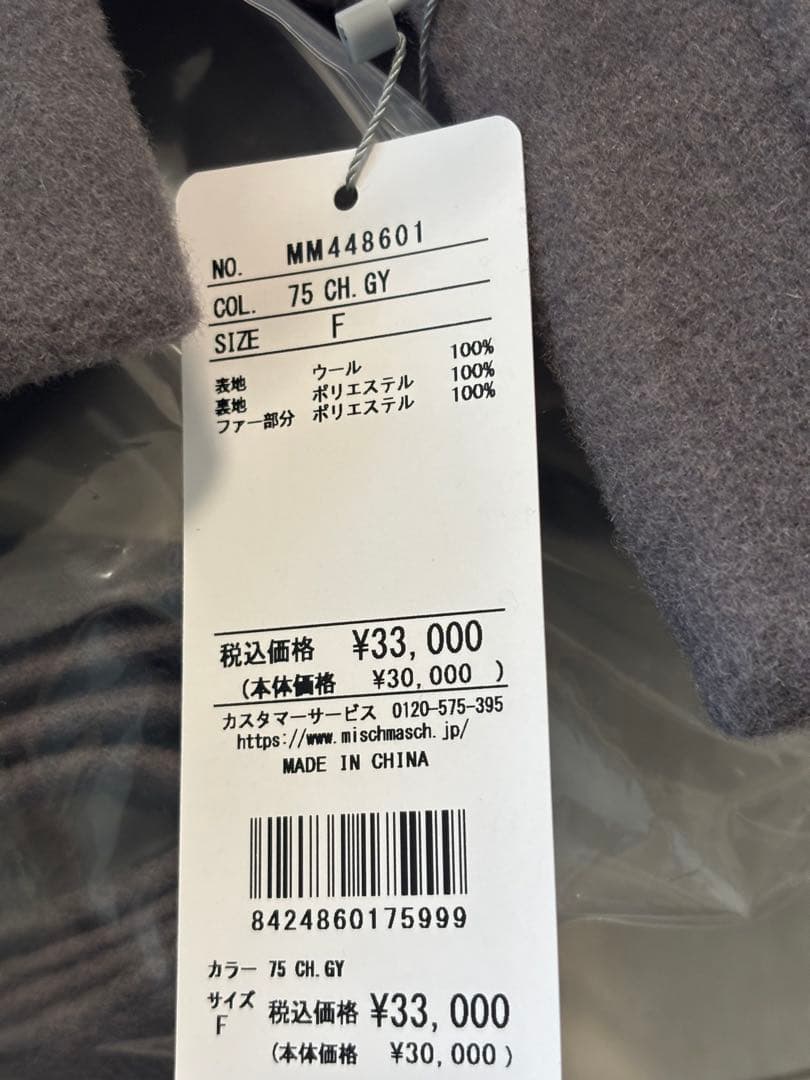 NO. MM448601
COL. 75 CH.GY
SIZE F
表地 ウール 100%
裏地 ポリエステル 100%
ファー部分 ポリエステル 100%
税込価格 ¥33,000
(本体価格 ¥30,000 )
カスタマーサービス 0120-575-395
https://www.mischmasch.jp/
MADE IN CHINA
8424860175999
カラー 75 CH.GY
サイズ F 税込価格 ¥33,000
(本体価格 ¥30,000 )